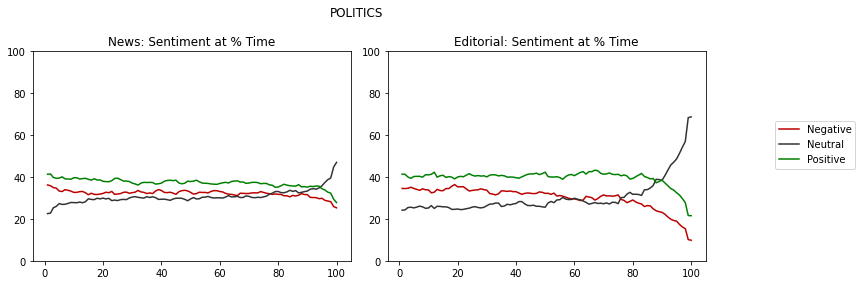 POLITICS
News: Sentiment at % Time
Editorial: Sentiment at % Time
100
80
60
40
20
0
0 20 40 60 80 100
100
80
60
40
20
0
0 20 40 60 80 100
Negative
Neutral
Positive